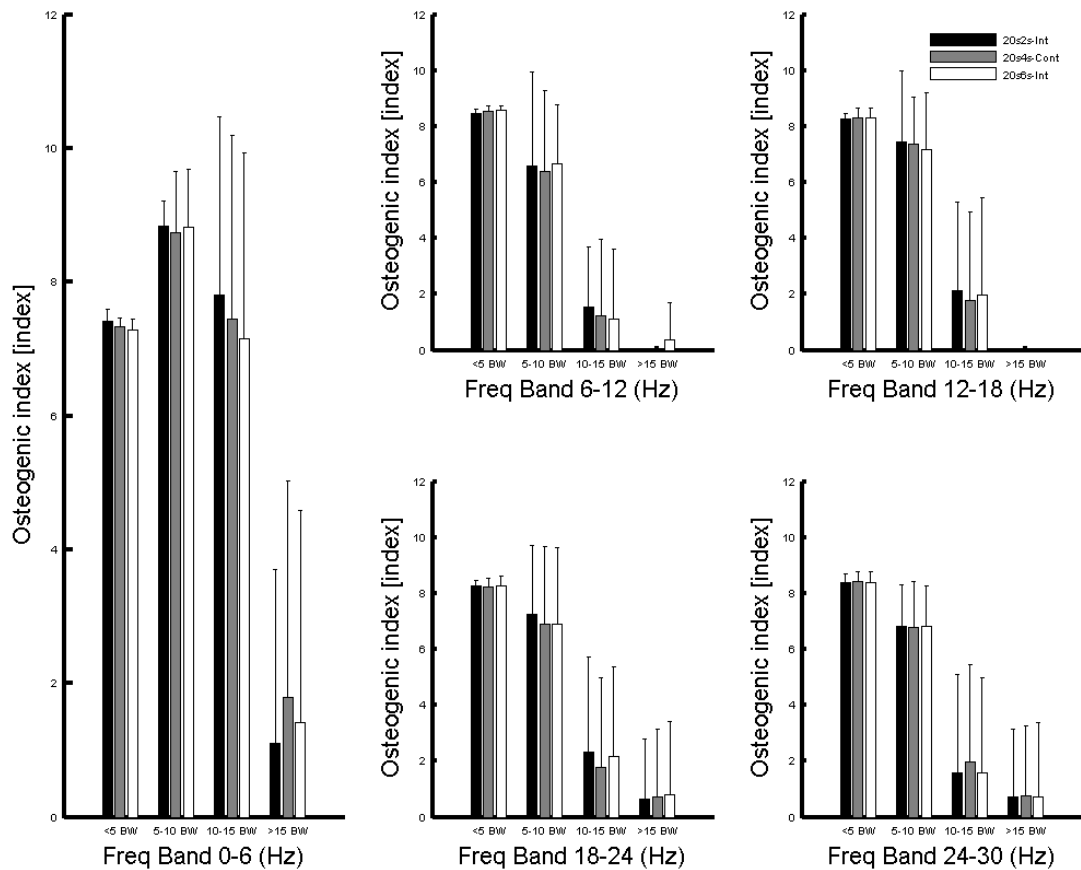 Osteogenic index [index]
12
10
8
6
4
2
0
<5 BW 5-10 BW 10-15 BW >15 BW
Freq Band 0-6 (Hz)
Osteogenic index [index]
12
10
8
6
4
2
0
<5 BW 5-10 BW 10-15 BW >15 BW
Freq Band 6-12 (Hz)
Osteogenic index [index]
12
10
8
6
4
2
0
<5 BW 5-10 BW 10-15 BW >15 BW
Freq Band 12-18 (Hz)
20s2s-Int
20s4s-Cont
20s6s-Int
Osteogenic index [index]
12
10
8
6
4
2
0
<5 BW 5-10 BW 10-15 BW >15 BW
Freq Band 18-24 (Hz)
Osteogenic index [index]
12
10
8
6
4
2
0
<5 BW 5-10 BW 10-15 BW >15 BW
Freq Band 24-30 (Hz)